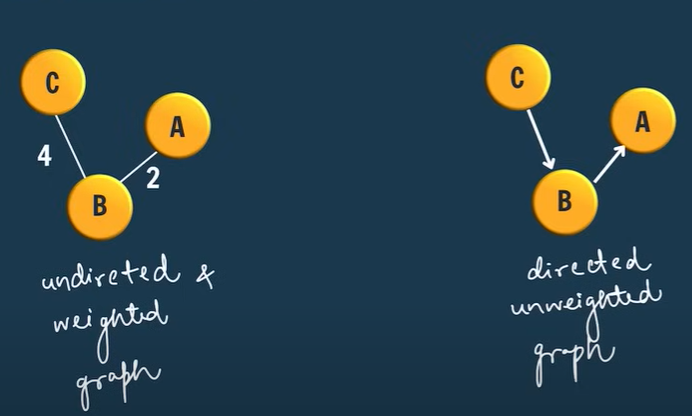 C
A
4
2
B
undireted &
weighted
graph
C
A
B
directed
unweighted
graph